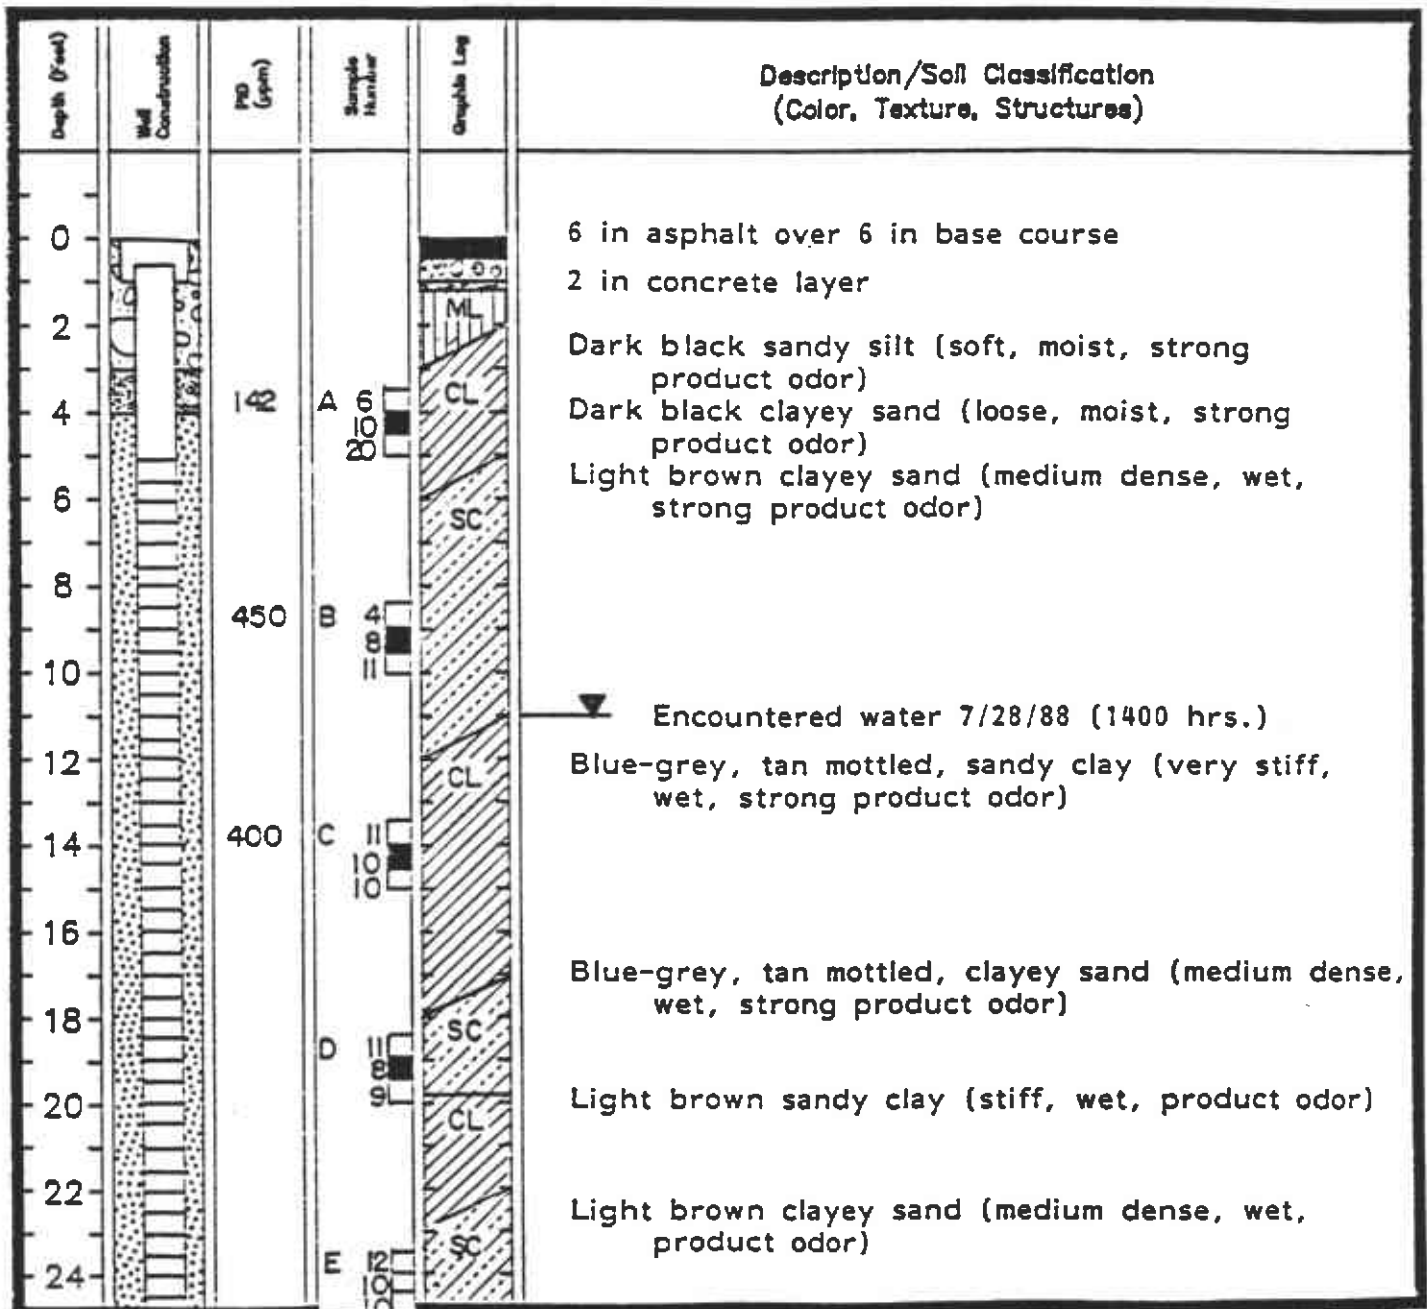 Depth (Feet)
Well
Construction
PID
(ppm)
Sample
Number
Graphic Log
Description/Soil Classification
(Color, Texture, Structures)
0
6 in asphalt over 6 in base course
2 in concrete layer
ML
2
Dark black sandy silt (soft, moist, strong
product odor)
142
A
6
10
20
CL
4
Dark black clayey sand (loose, moist, strong
product odor)
Light brown clayey sand (medium dense, wet,
strong product odor)
6
SC
8
450
B
4
8
11
10
Encountered water 7/28/88 (1400 hrs.)
12
CL
Blue-grey, tan mottled, sandy clay (very stiff,
wet, strong product odor)
14
400
C
11
10
10
16
Blue-grey, tan mottled, clayey sand (medium dense,
wet, strong product odor)
18
SC
D
11
8
9
20
Light brown sandy clay (stiff, wet, product odor)
CL
22
Light brown clayey sand (medium dense, wet,
product odor)
SC
E
12
10
24